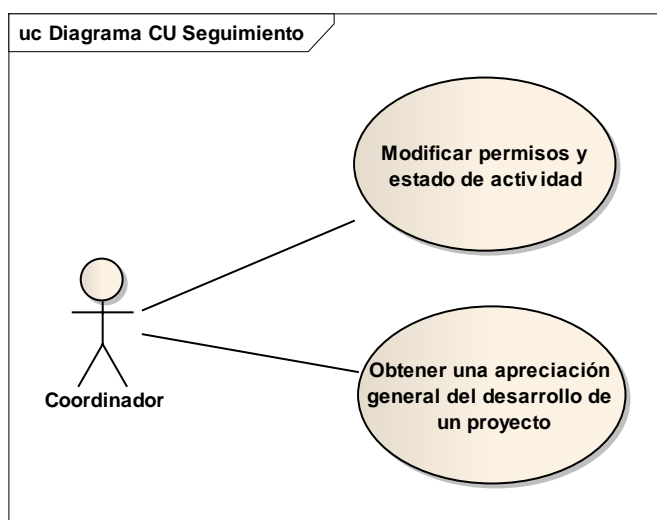 uc Diagrama CU Seguimiento
Modificar permisos y
estado de actividad
Coordinador
Obtener una apreciación
general del desarrollo de
un proyecto